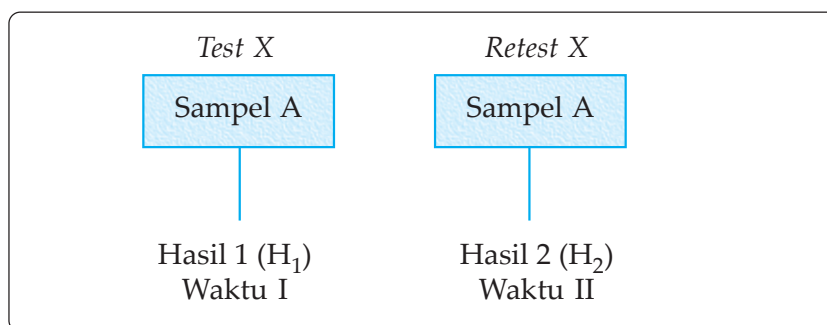 Test X
Sampel A
Hasil 1 (H₁)
Waktu I
Retest X
Sampel A
Hasil 2 (H₂)
Waktu II